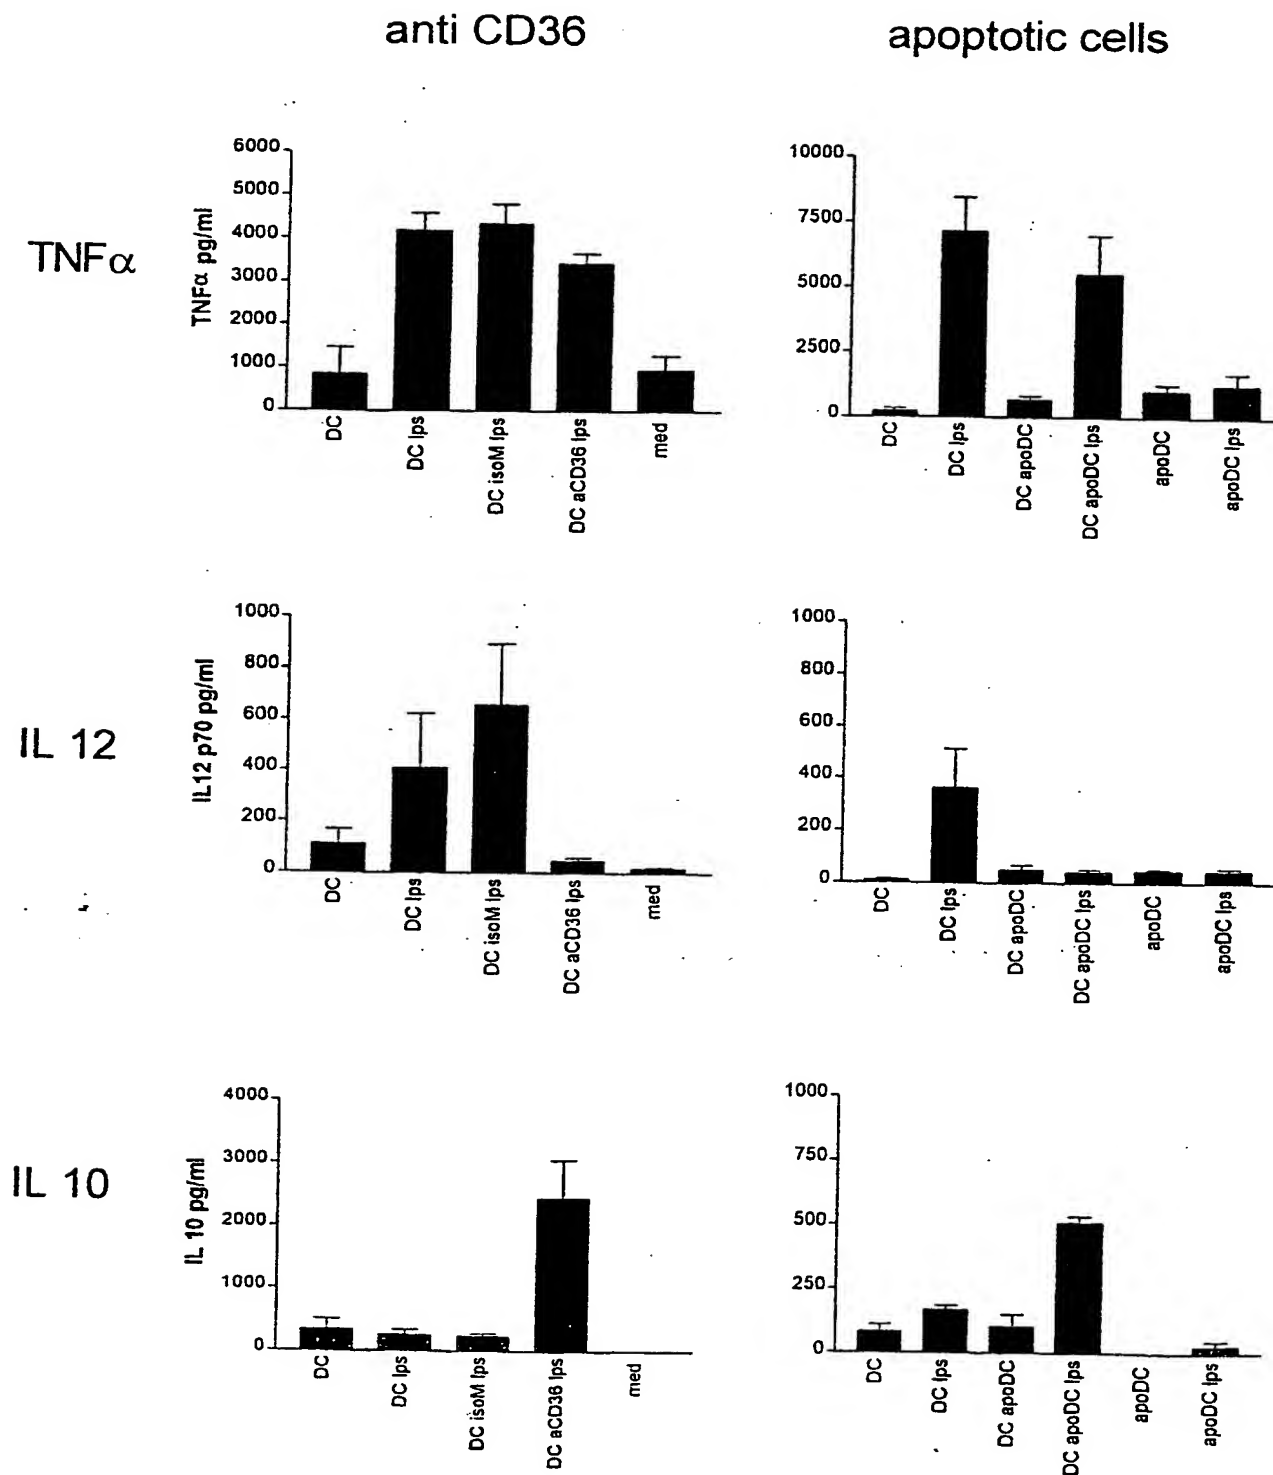 anti CD36
apoptotic cells
TNFα
TNFα pg/ml
6000
5000
4000
3000
2000
1000
0
DC
DC lps
DC isoM lps
DC aCD36 lps
med
10000
7500
5000
2500
0
DC
DC lps
DC apoDC
DC apoDC lps
apoDC
apoDC lps
IL 12
IL12 p70 pg/ml
1000
800
600
400
200
0
DC
DC lps
DC isoM lps
DC aCD36 lps
med
1000
800
600
400
200
0
DC
DC lps
DC apoDC
DC apoDC lps
apoDC
apoDC lps
IL 10
IL 10 pg/ml
4000
3000
2000
1000
0
DC
DC lps
DC isoM lps
DC aCD36 lps
med
1000
750
500
250
0
DC
DC lps
DC apoDC
DC apoDC lps
apoDC
apoDC lps